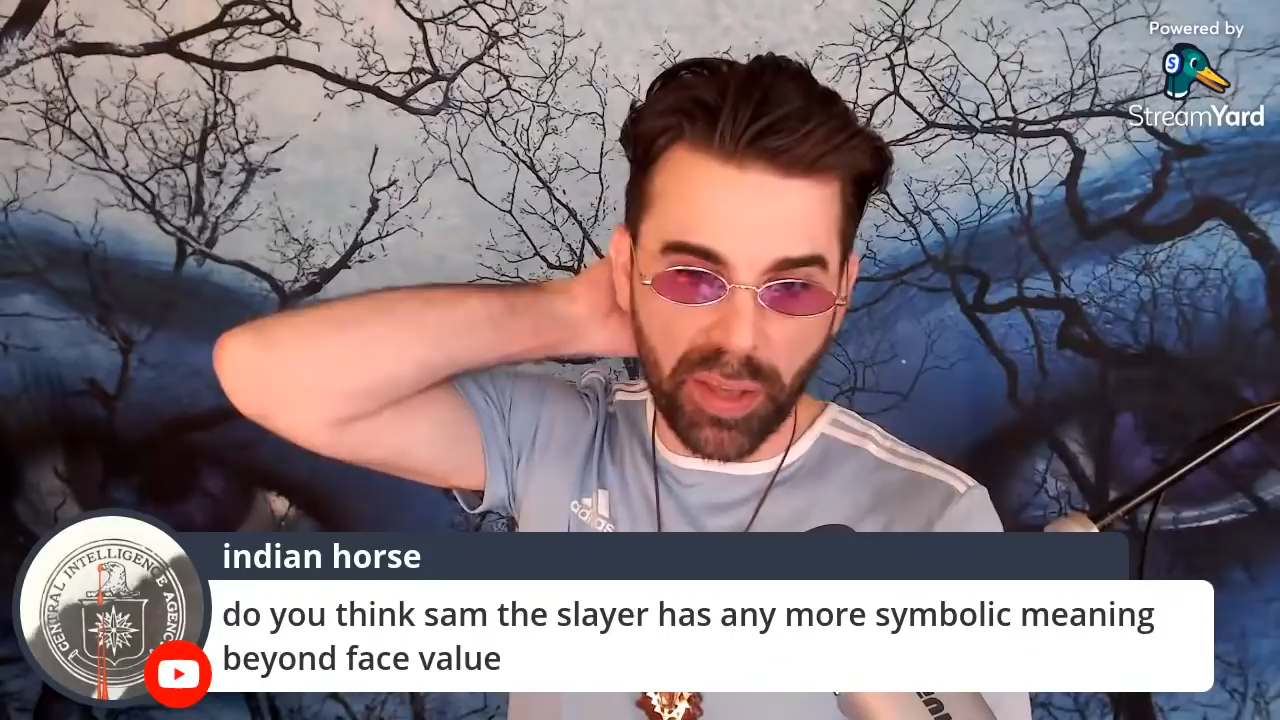 Powered by
S
StreamYard
adidas
CENTRAL INTELLIGENCE AGENCY
indian horse
do you think sam the slayer has any more symbolic meaning
beyond face value